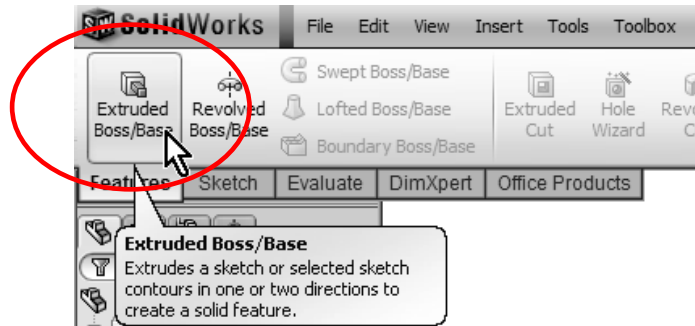 SW SolidWorks File Edit View Insert Tools Toolbox
Swept Boss/Base
Extruded Revolved Lofted Boss/Base Extruded Hole
Boss/Base Boss/Base Cut Wizard
Boundary Boss/Base
Features Sketch Evaluate DimXpert Office Products
Extruded Boss/Base
Extrudes a sketch or selected sketch
contours in one or two directions to
create a solid feature.